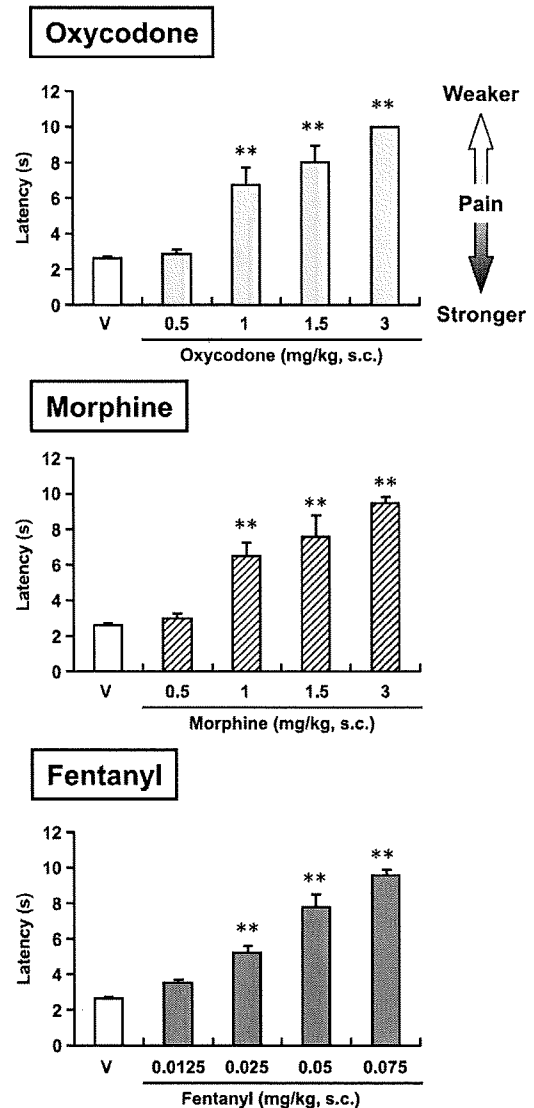 Oxycodone
12
10
8
6
4
2
0
Latency (s)
**
**
**
V 0.5 1 1.5 3
Oxycodone (mg/kg, s.c.)
Weaker
Pain
Stronger
Morphine
12
10
8
6
4
2
0
Latency (s)
**
**
**
V 0.5 1 1.5 3
Morphine (mg/kg, s.c.)
Fentanyl
12
10
8
6
4
2
0
Latency (s)
**
**
**
V 0.0125 0.025 0.05 0.075
Fentanyl (mg/kg, s.c.)